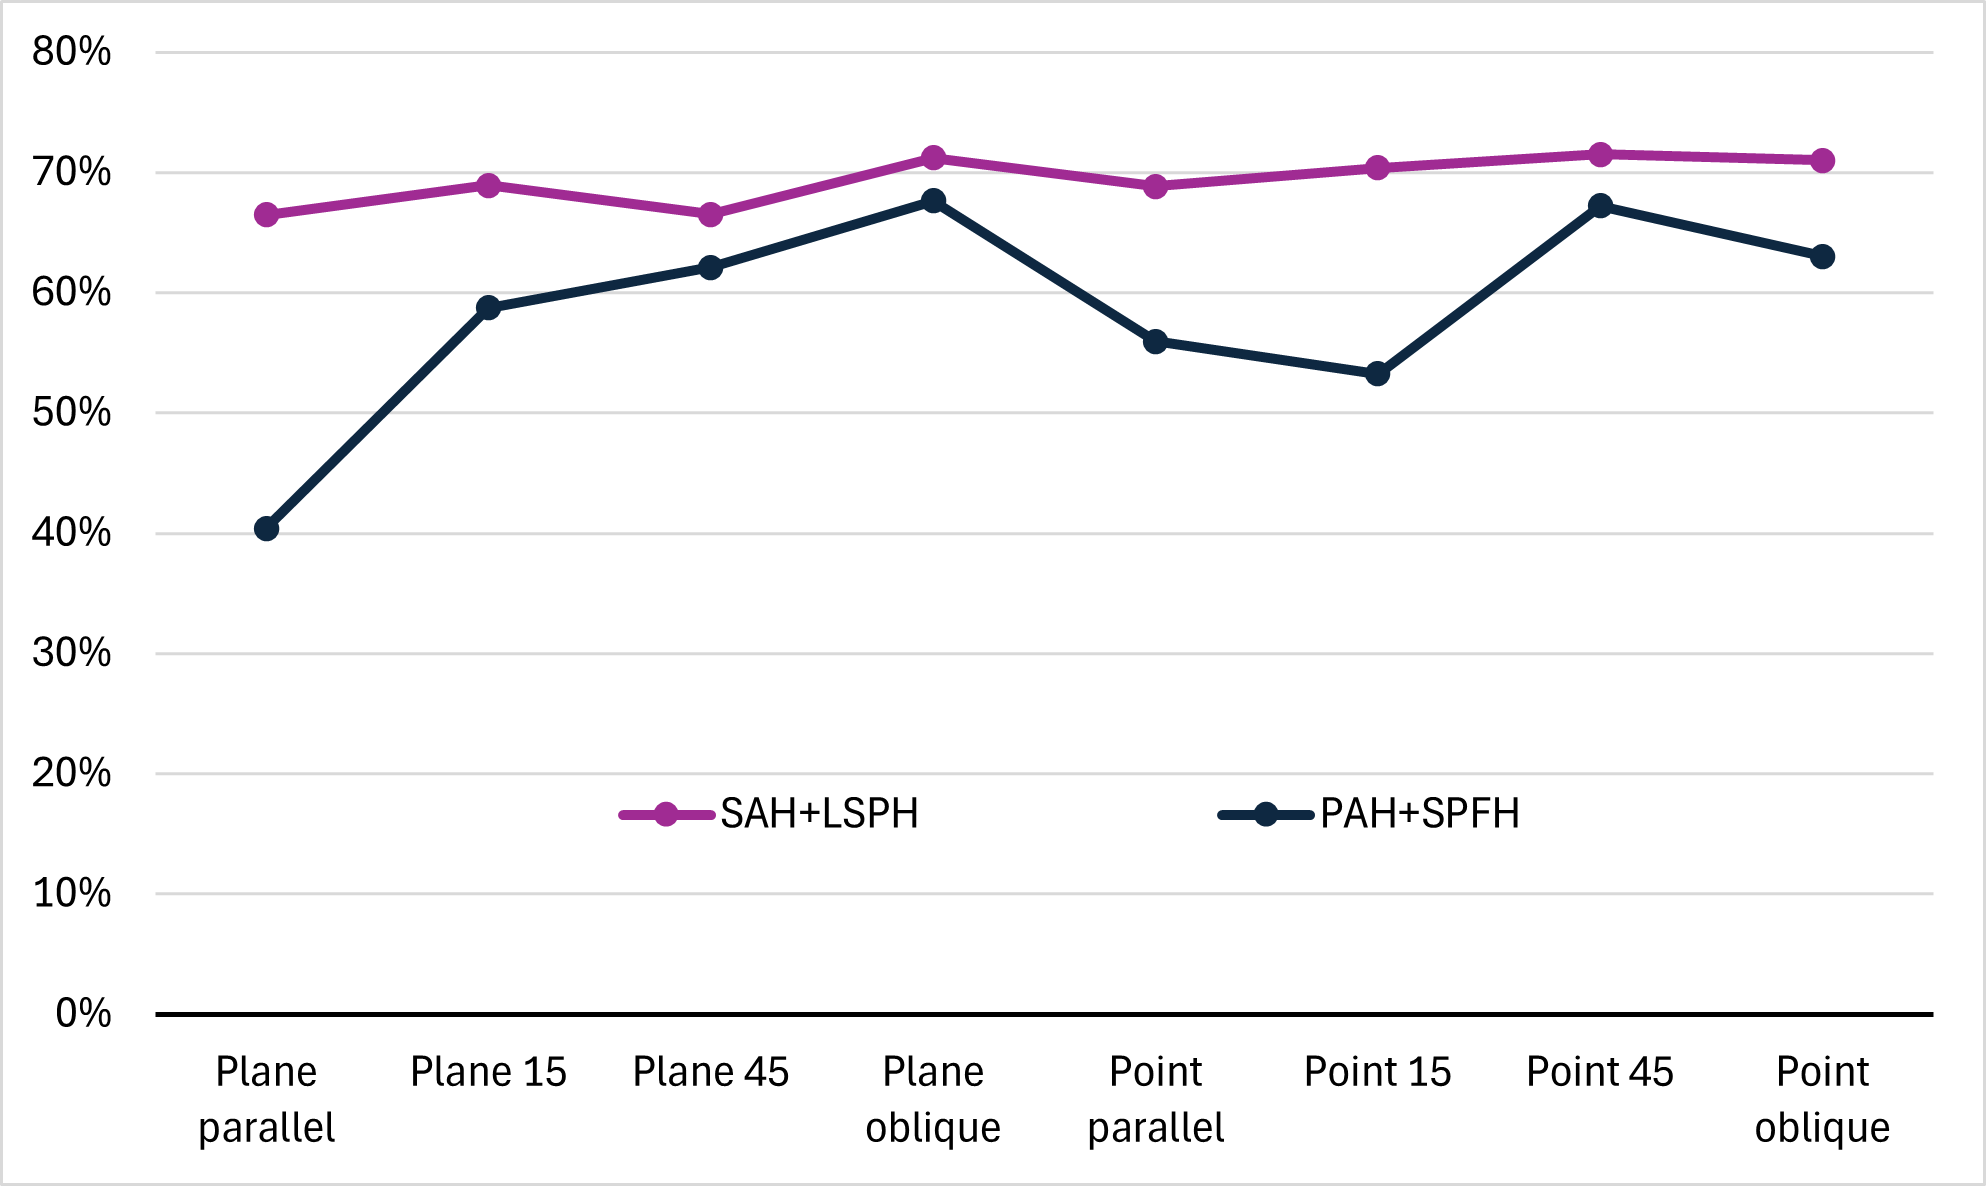 80%
70%
60%
50%
40%
30%
20%
10%
0%
SAH+LSPH
PAH+SPFH
Plane parallel
Plane 15
Plane 45
Plane oblique
Point parallel
Point 15
Point 45
Point oblique